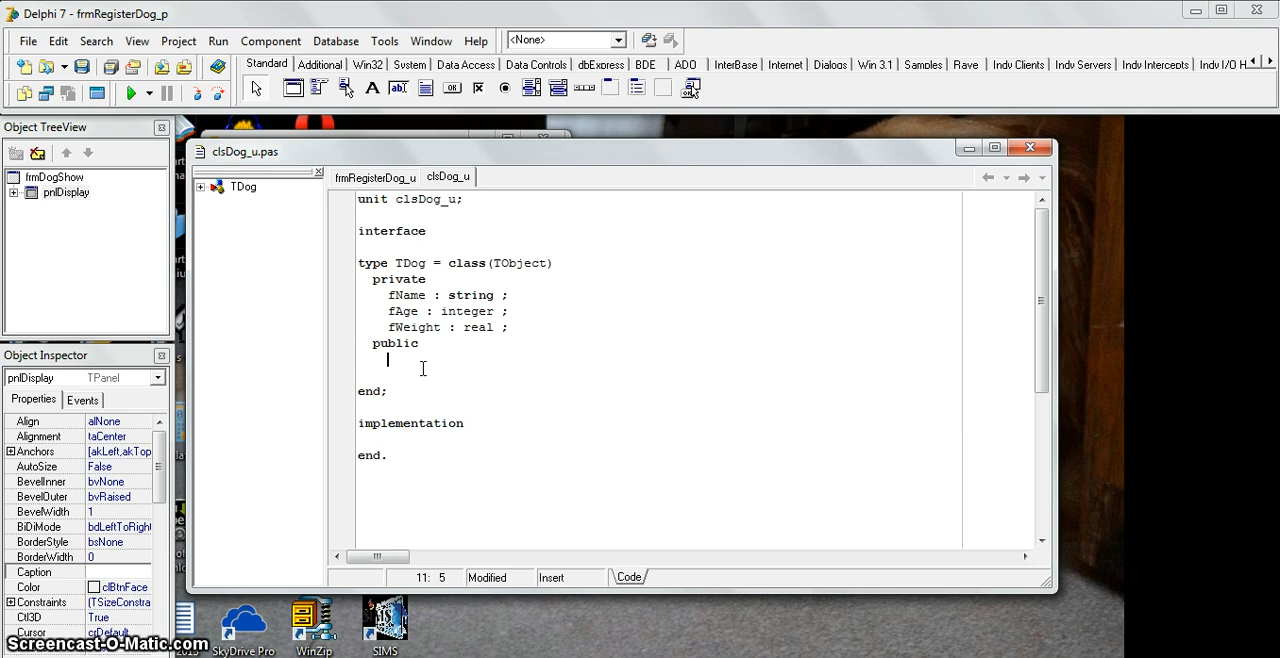 Delphi 7 - frmRegisterDog_p
File Edit Search View Project Run Component Database Tools Window Help <None>
Standard Additional Win32 System Data Access Data Controls dbExpress BDE ADO InterBase Internet Dialogs Win 3.1 Samples Rave Indy Clients Indy Servers Indy Intercepts Indy I/O H
Object TreeView
frmDogShow
pnlDisplay
clsDog_u.pas
TDog
frmRegisterDog_u clsDog_u
unit clsDog_u;
interface
type TDog = class(TObject)
private
fName : string ;
fAge : integer ;
fWeight : real ;
public
end;
implementation
end.
11: 5 Modified Insert Code
Object Inspector
pnlDisplay TPanel
Properties Events
Align alNone
Alignment taCenter
Anchors [akLeft,akTop
AutoSize False
BevelInner bvNone
BevelOuter bvRaised
BevelWidth 1
BiDiMode bdLeftToRight
BorderStyle bsNone
BorderWidth 0
Caption
Color clBtnFace
Constraints (TSizeConstra
Ctl3D True
Cursor crDefault
SkyDrive Pro
WinZip
SIMS
Screencast-O-Matic.com